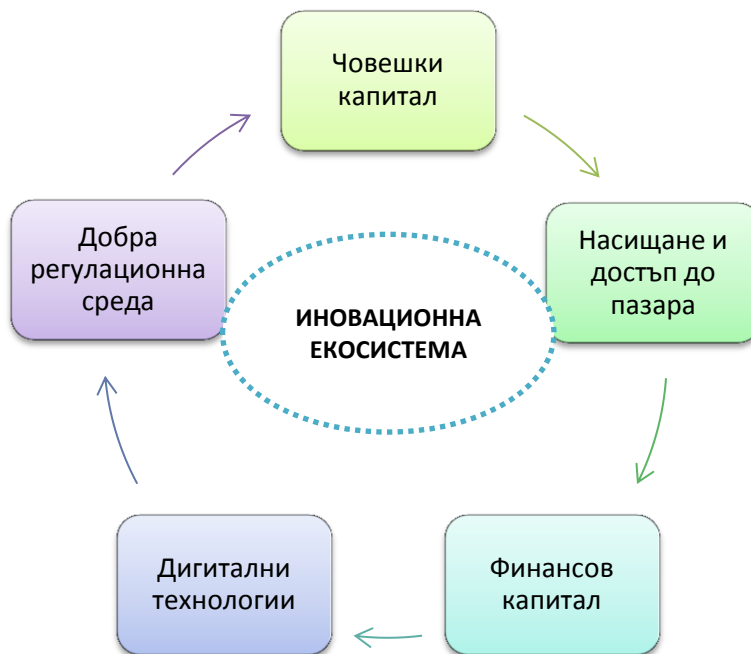 Човешки
капитал
Насищане и
достъп до
пазара
Финансов
капитал
Дигитални
технологии
Добра
регулационна
среда
ИНОВАЦИОННА
ЕКОСИСТЕМА